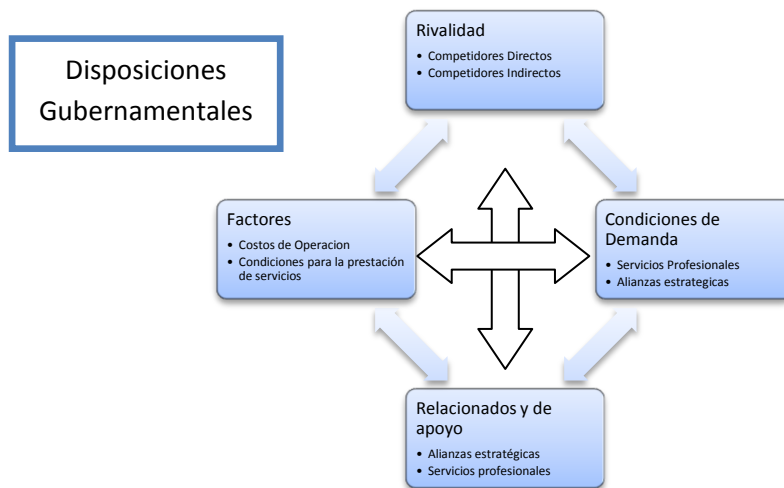 Disposiciones
Gubernamentales
Rivalidad
• Competidores Directos
• Competidores Indirectos
Factores
• Costos de Operacion
• Condiciones para la prestación
de servicios
Condiciones de
Demanda
• Servicios Profesionales
• Alianzas estrategicas
Relacionados y de
apoyo
• Alianzas estratégicas
• Servicios profesionales